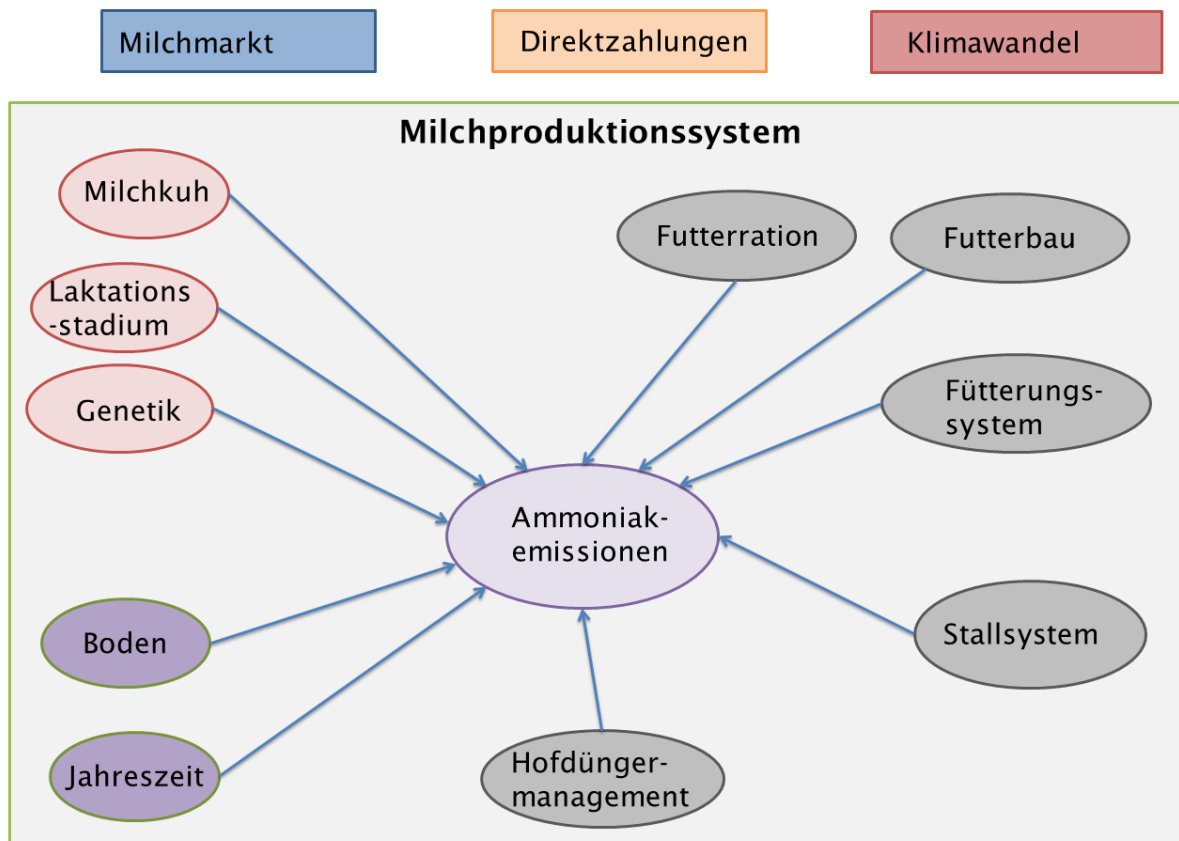 Milchmarkt
Direktzahlungen
Klimawandel
Milchproduktionssystem
Milchkuh
Laktations
-stadium
Genetik
Boden
Jahreszeit
Futterration
Futterbau
Fütterungs-
system
Ammoniak-
emissionen
Stallsystem
Hofdünger-
management